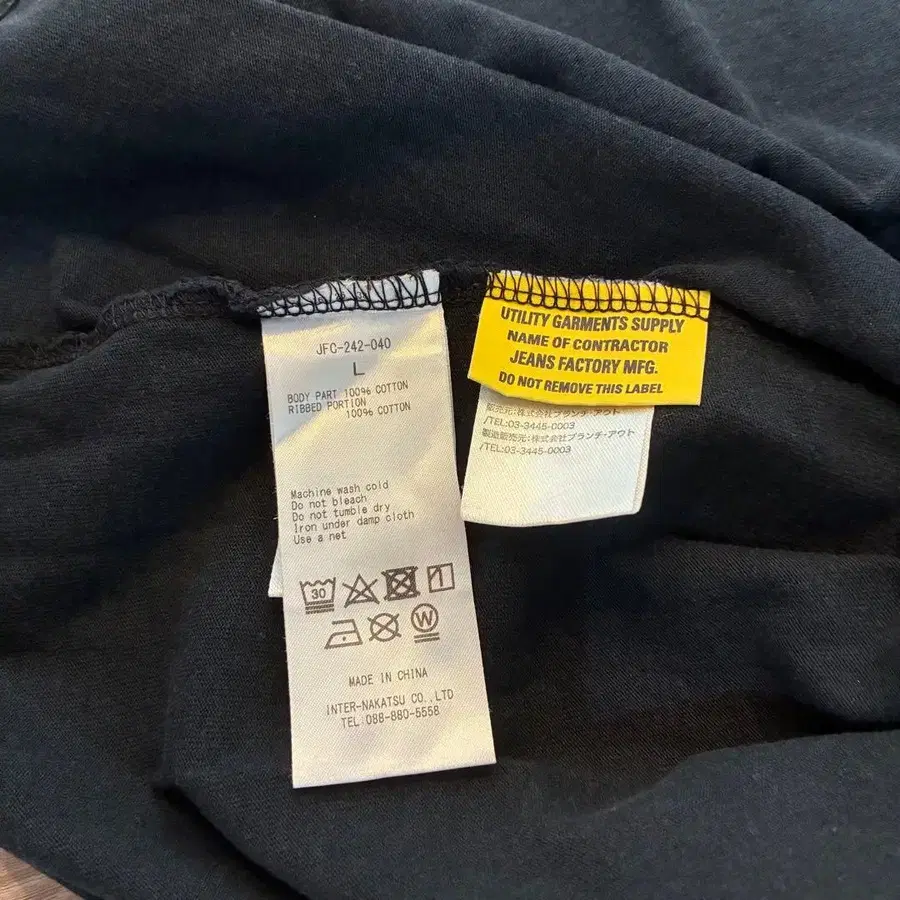 JFC-242-040
L
BODY PART 100% COTTON
RIBBED PORTION
100% COTTON
Machine wash cold
Do not bleach
Do not tumble dry
Iron under damp cloth
Use a net
30
W
MADE IN CHINA
INTER-NAKATSU CO.,LTD
TEL:088-880-5558
UTILITY GARMENTS SUPPLY
NAME OF CONTRACTOR
JEANS FACTORY MFG.
DO NOT REMOVE THIS LABEL
販売元:株式会社ブランチ・アウト
/TEL:03-3445-0003
製造販売元:株式会社ブランチ・アウト
/TEL:03-3445-0003